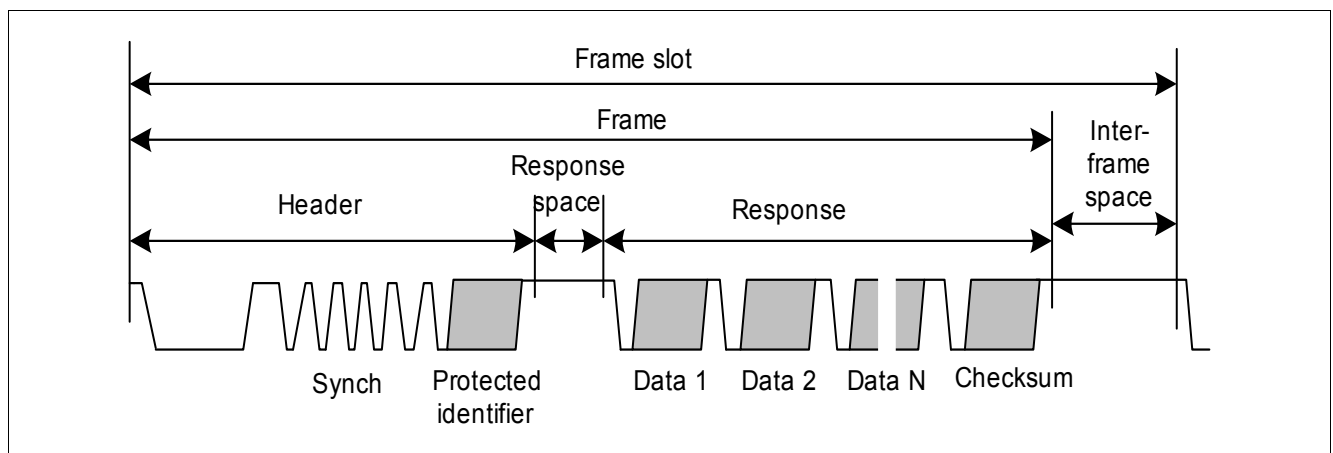 Frame slot
Frame
Inter-
frame
space
Response
space
Header
Response
Synch
Protected
identifier
Data 1
Data 2
Data N
Checksum